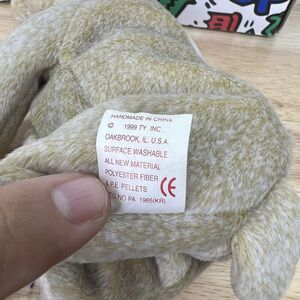 HANDMADE IN CHINA
© 1999 TY INC.,
OAKBROOK, IL. U.S.A.
SURFACE WASHABLE
ALL NEW MATERIAL
POLYESTER FIBER
& P.E. PELLETS CE
REG NO PA. 1965(KR)